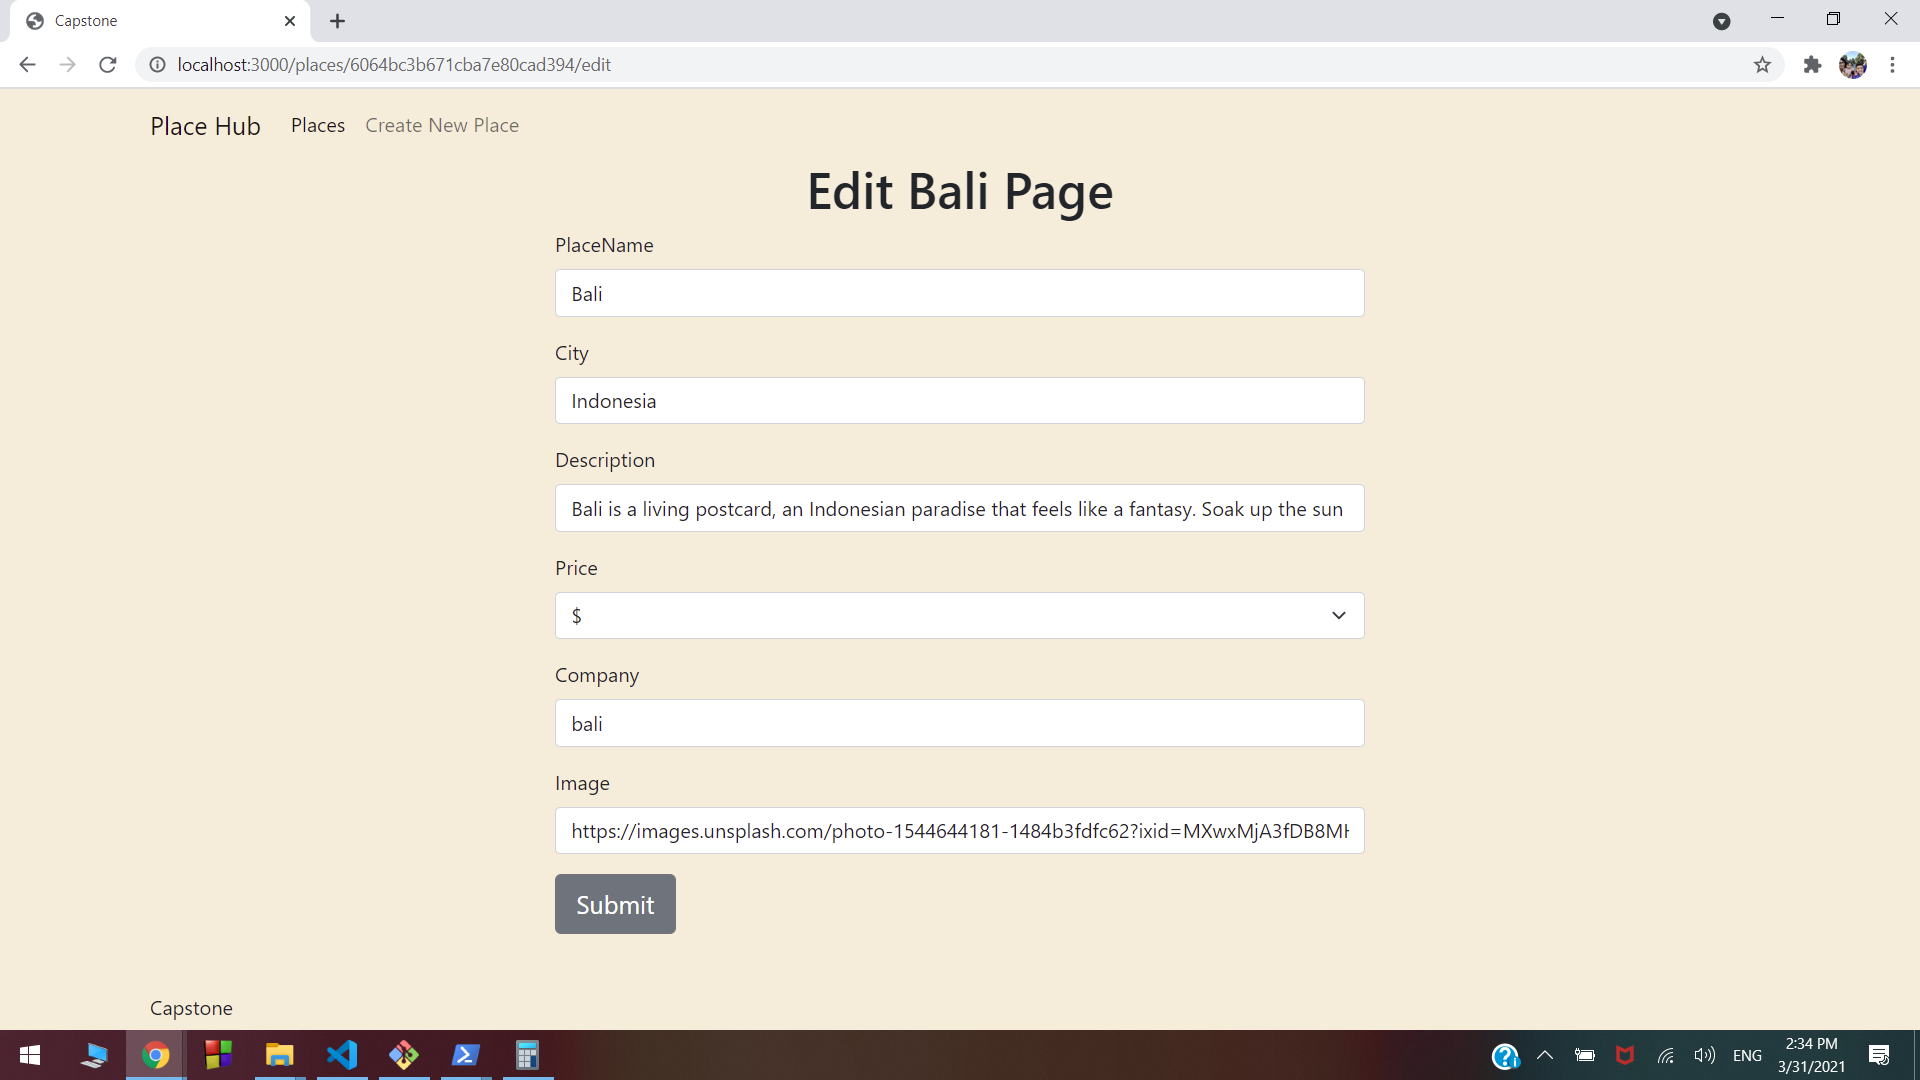 Capstone
localhost:3000/places/6064bc3b671cba7e80cad394/edit
Place Hub Places Create New Place
Edit Bali Page
PlaceName
Bali
City
Indonesia
Description
Bali is a living postcard, an Indonesian paradise that feels like a fantasy. Soak up the sun
Price
$
Company
bali
Image
https://images.unsplash.com/photo-1544644181-1484b3fdfc62?ixid=MXwxMjA3fDB8MH
Submit
Capstone
ENG
2:34 PM
3/31/2021